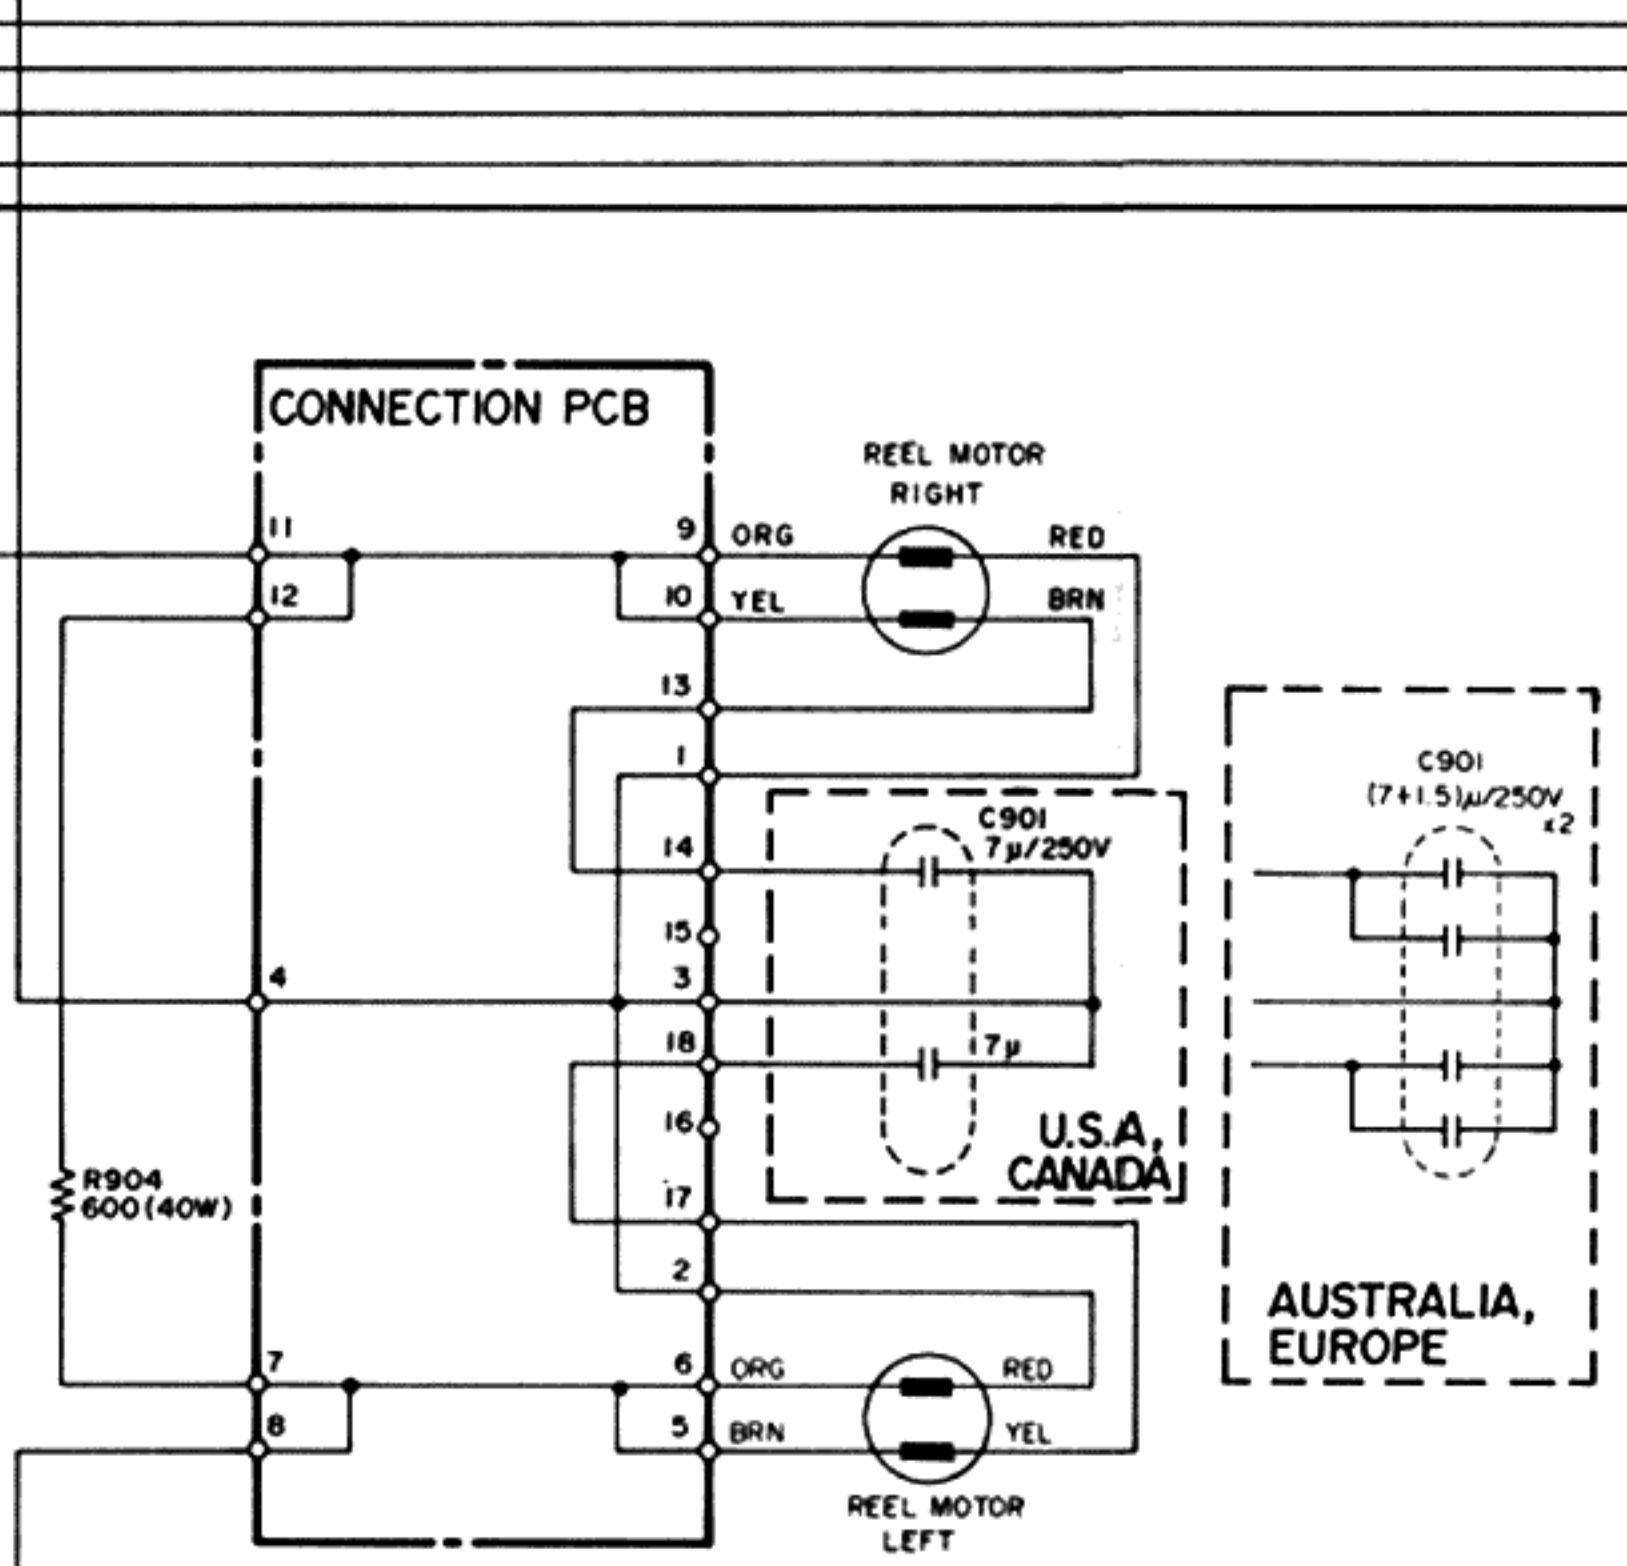 CONNECTION PCB
REEL MOTOR
RIGHT
11
9
ORG
RED
12
10
YEL
BRN
13
1
C901
7µ/250V
14
15
4
3
18
7µ
16
U.S.A,
CANADA
17
R904
600(40W)
2
7
6
ORG
RED
8
5
BRN
YEL
REEL MOTOR
LEFT
C901
(7+1.5)µ/250V
x2
AUSTRALIA,
EUROPE